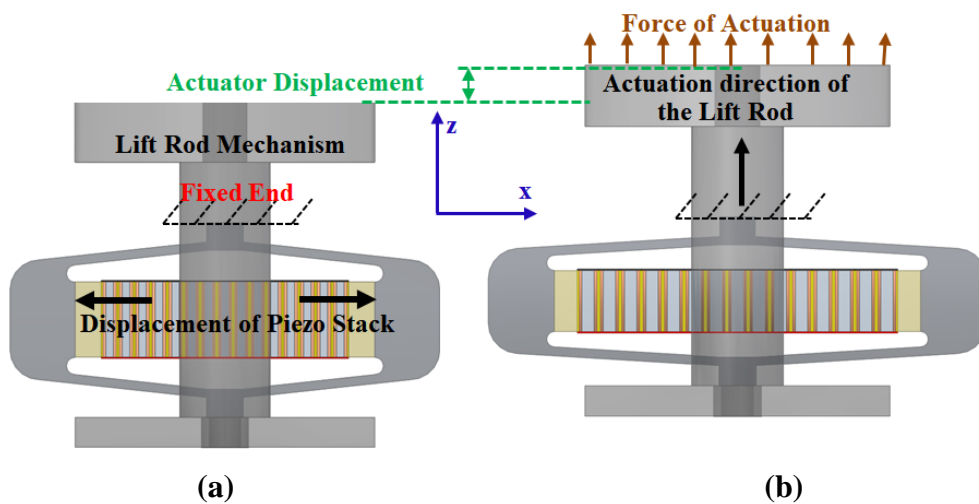 Force of Actuation
Actuator Displacement
Actuation direction of
the Lift Rod
z
Lift Rod Mechanism
Fixed End
x
Displacement of Piezo Stack
(a)
(b)